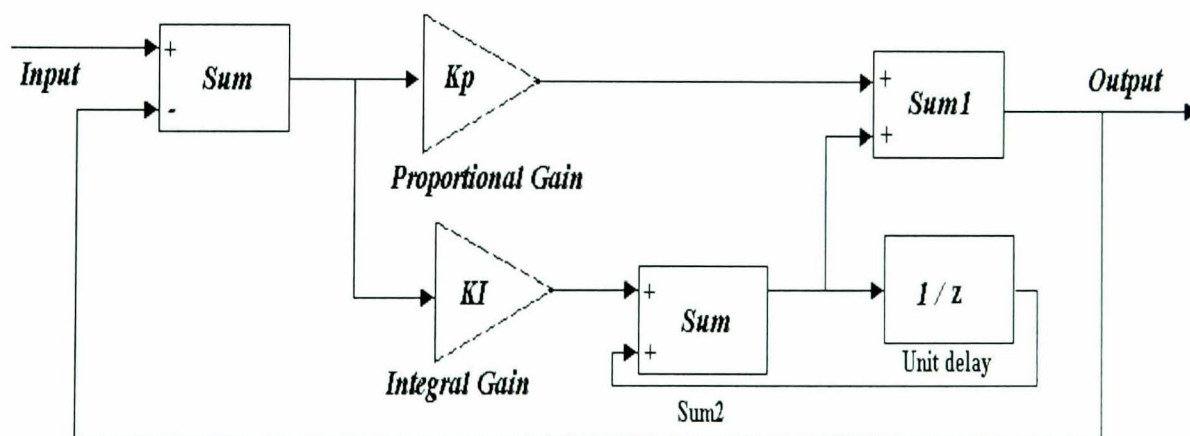 Input
+
-
Sum
Kp
Proportional Gain
+
+
Sum1
Output
KI
Integral Gain
+
+
Sum
Sum2
1 / z
Unit delay